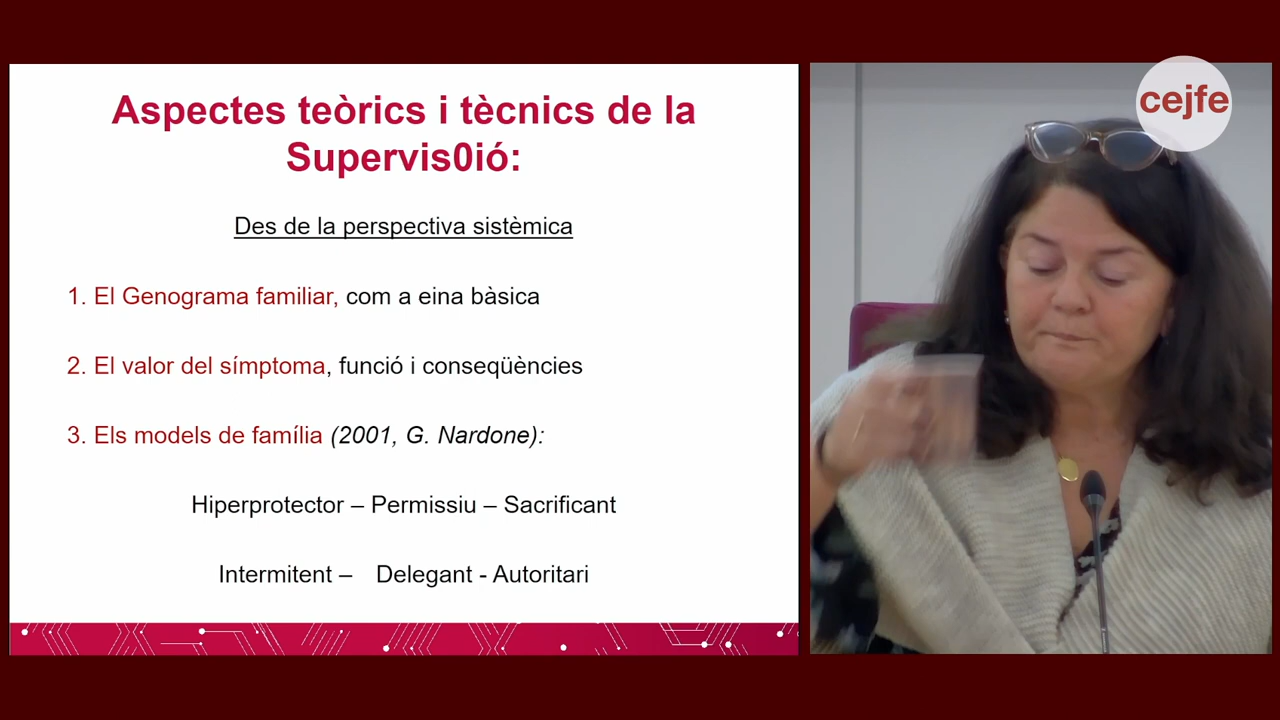 Aspectes teòrics i tècnics de la
Supervis0ió:
Des de la perspectiva sistèmica
1. El Genograma familiar, com a eina bàsica
2. El valor del símptoma, funció i conseqüències
3. Els models de família (2001, G. Nardone):
Hiperprotector – Permissiu – Sacrificant
Intermitent – Delegant - Autoritari
cejfe